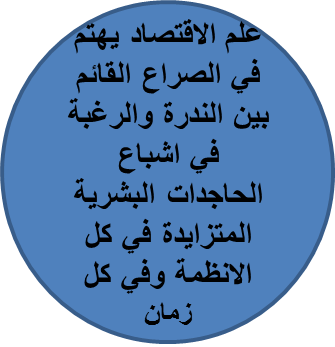 علم الاقتصاد يهتم
في الصراع القائم
بين الندرة والرغبة
في اشباع
الحاجدات البشرية
المتزايدة في كل
الانظمة وفي كل
زمان